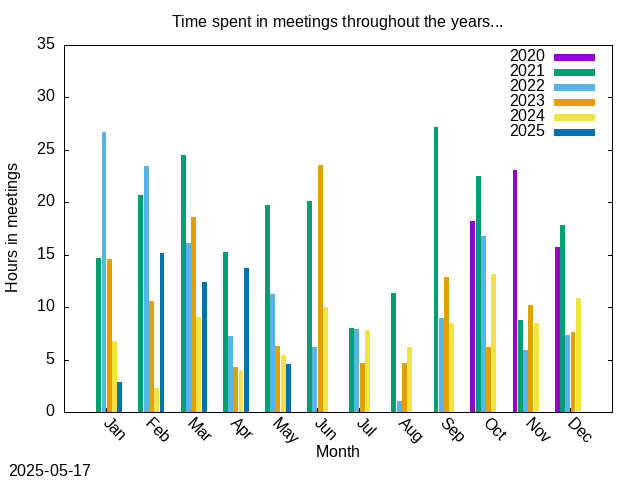 Time spent in meetings throughout the years...
35
30
25
20
15
10
5
0
Hours in meetings
2020
2021
2022
2023
2024
2025
Jan
Feb
Mar
Apr
May
Jun
Jul
Aug
Sep
Oct
Nov
Dec
Month
2025-05-17